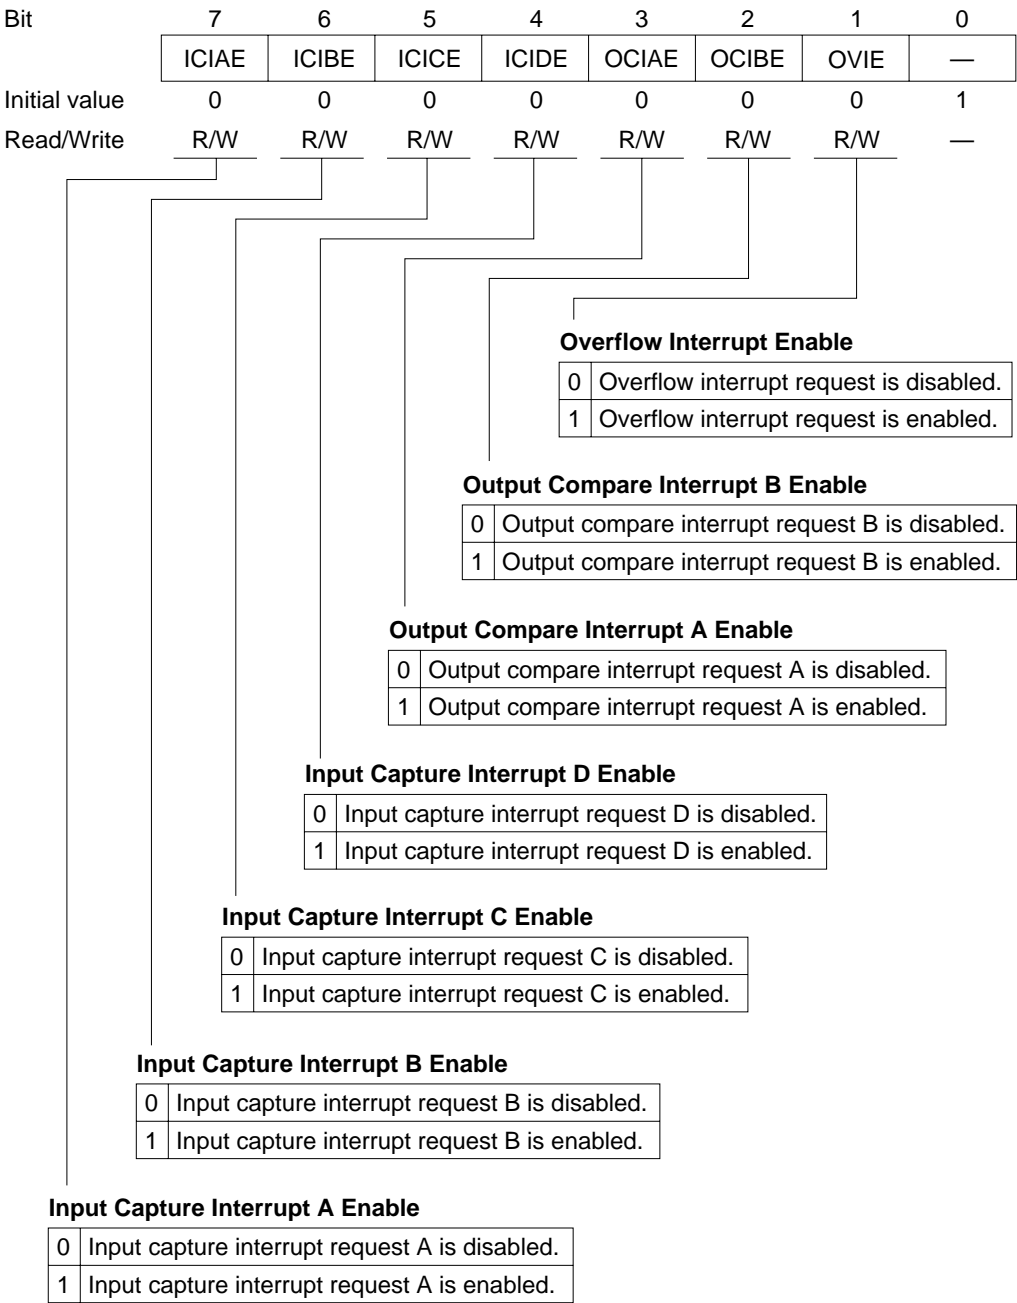 Bit 7 6 5 4 3 2 1 0
ICIAE ICIBE ICICE ICIDE OCIAE OCIBE OVIE —
Initial value 0 0 0 0 0 0 0 1
Read/Write R/W R/W R/W R/W R/W R/W R/W —
Overflow Interrupt Enable
0 Overflow interrupt request is disabled.
1 Overflow interrupt request is enabled.
Output Compare Interrupt B Enable
0 Output compare interrupt request B is disabled.
1 Output compare interrupt request B is enabled.
Output Compare Interrupt A Enable
0 Output compare interrupt request A is disabled.
1 Output compare interrupt request A is enabled.
Input Capture Interrupt D Enable
0 Input capture interrupt request D is disabled.
1 Input capture interrupt request D is enabled.
Input Capture Interrupt C Enable
0 Input capture interrupt request C is disabled.
1 Input capture interrupt request C is enabled.
Input Capture Interrupt B Enable
0 Input capture interrupt request B is disabled.
1 Input capture interrupt request B is enabled.
Input Capture Interrupt A Enable
0 Input capture interrupt request A is disabled.
1 Input capture interrupt request A is enabled.